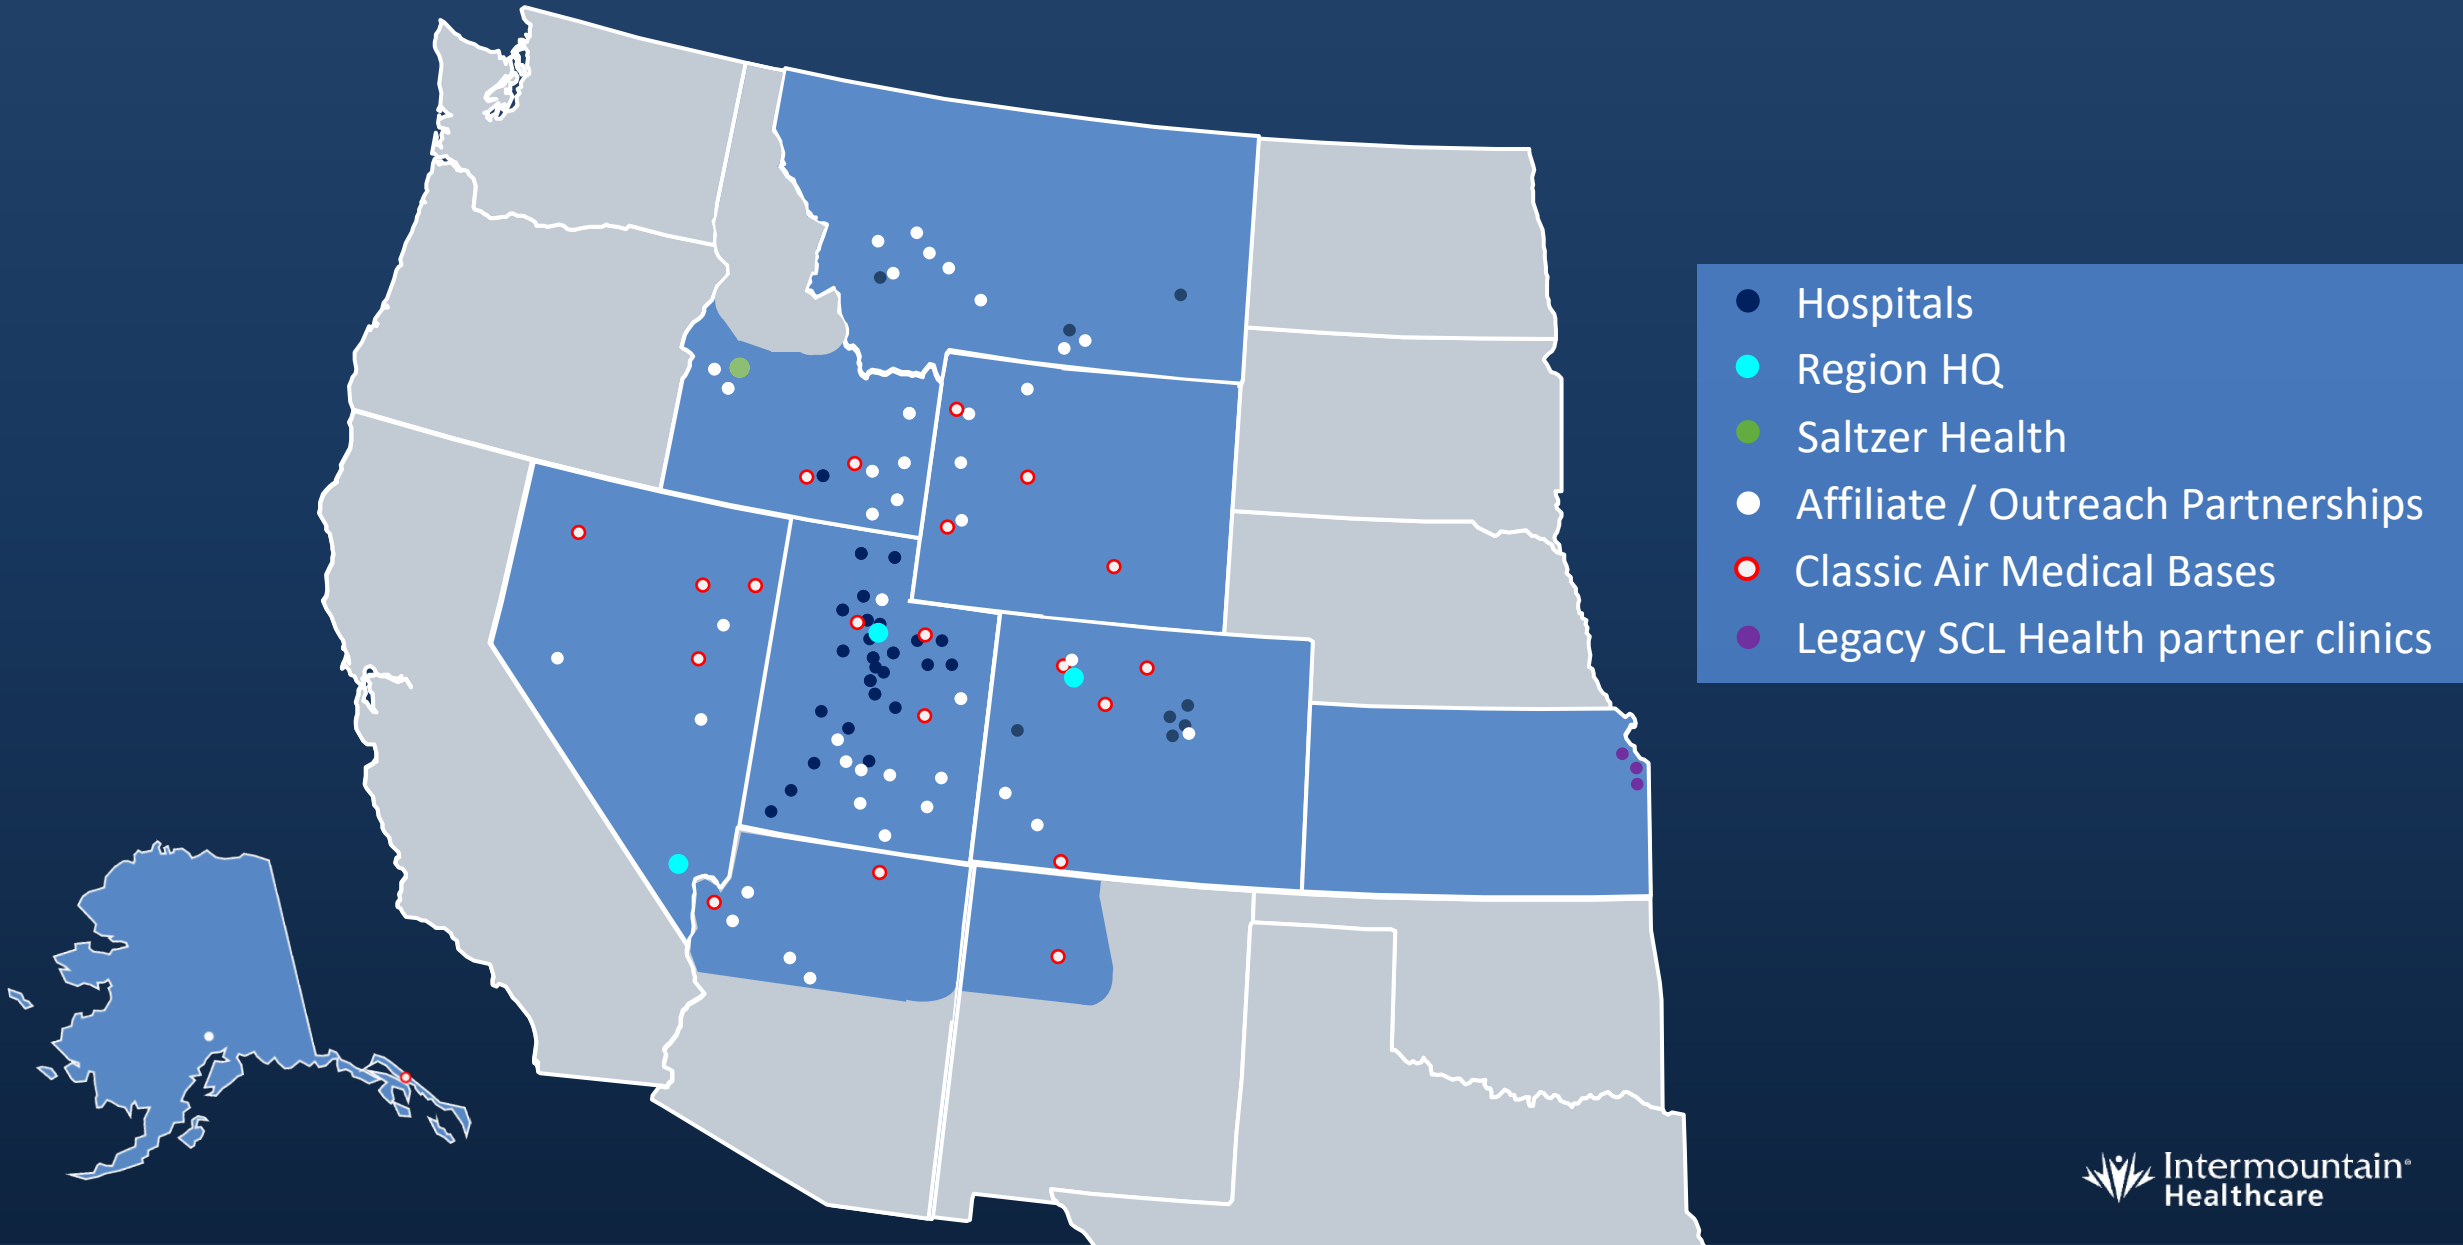 Hospitals
Region HQ
Saltzer Health
Affiliate / Outreach Partnerships
Classic Air Medical Bases
Legacy SCL Health partner clinics
Intermountain®
Healthcare